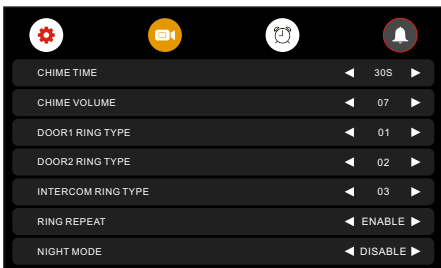 CHIME TIME ◀ 30S ▶
CHIME VOLUME ◀ 07 ▶
DOOR1 RING TYPE ◀ 01 ▶
DOOR2 RING TYPE ◀ 02 ▶
INTERCOM RING TYPE ◀ 03 ▶
RING REPEAT ◀ ENABLE ▶
NIGHT MODE ◀ DISABLE ▶